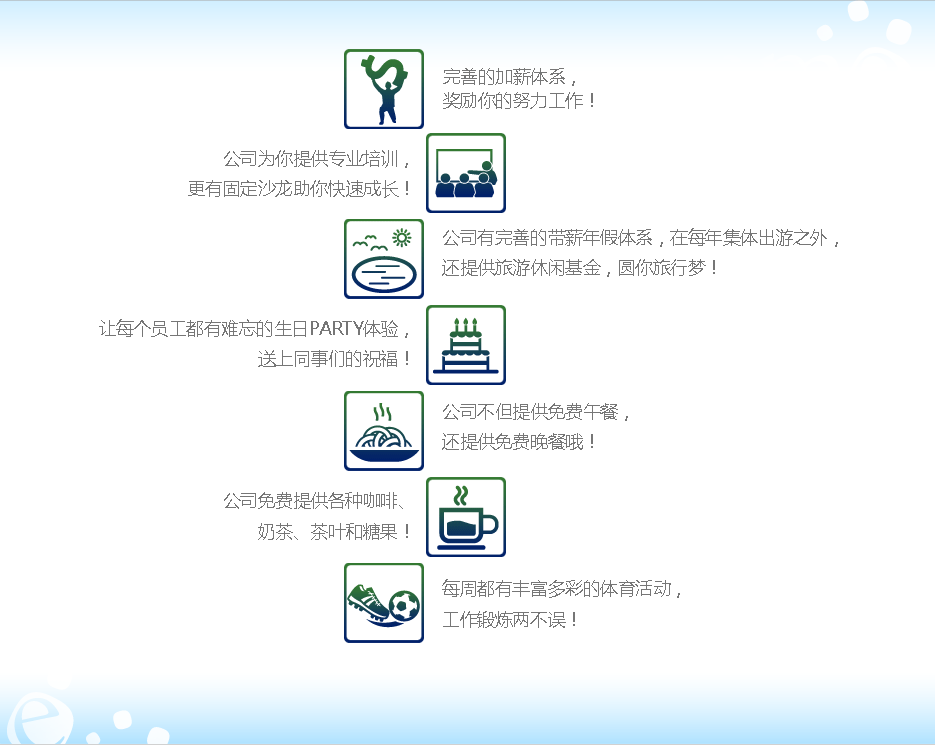 完善的加薪体系，
奖励你的努力工作！
公司为你提供专业培训，
更有固定沙龙助你快速成长！
公司有完善的带薪年假体系，在每年集体出游之外，
还提供旅游休闲基金，圆你旅行梦！
让每个员工都有难忘的生日PARTY体验，
送上同事们的祝福！
公司不但提供免费午餐，
还提供免费晚餐哦！
公司免费提供各种咖啡、
奶茶、茶叶和糖果！
每周都有丰富多彩的体育活动，
工作锻炼两不误！